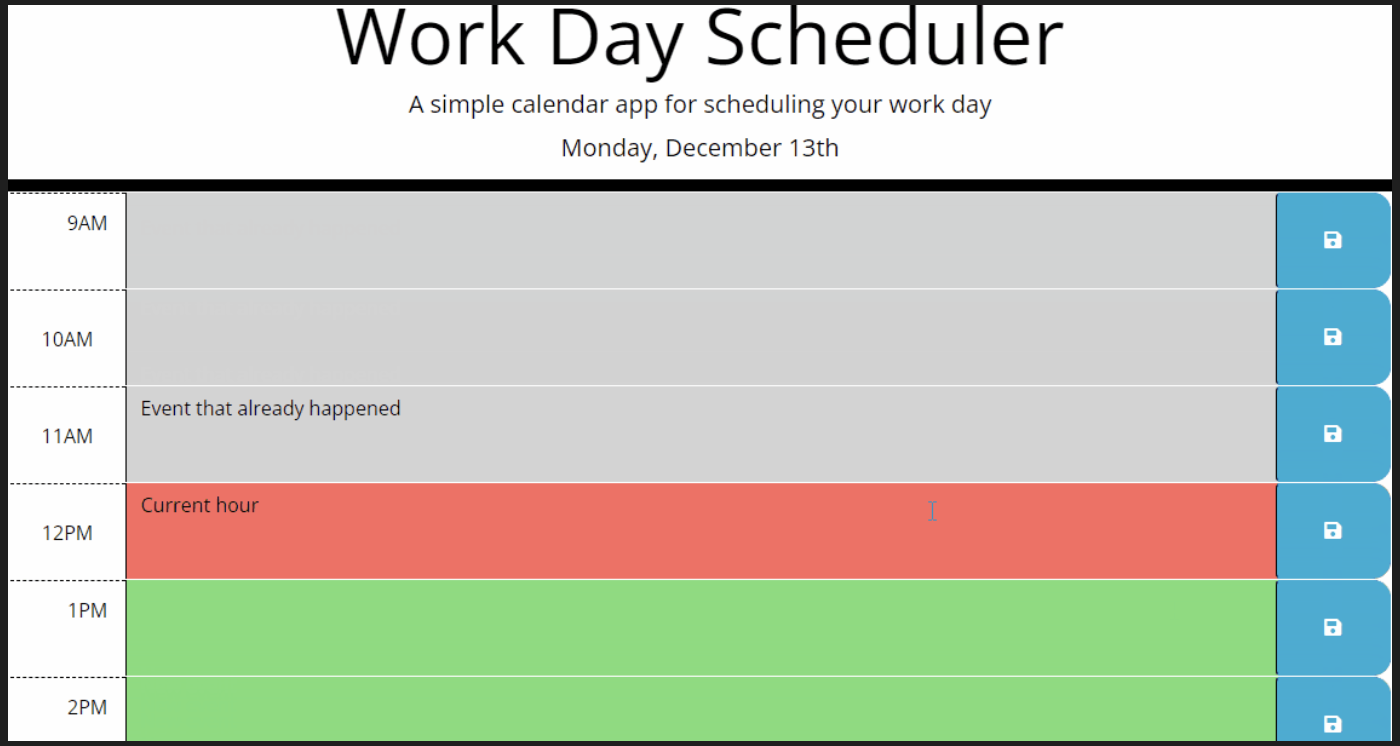 Work Day Scheduler
A simple calendar app for scheduling your work day
Monday, December 13th
9AM
10AM
11AM
Event that already happened
12PM
Current hour
1PM
2PM